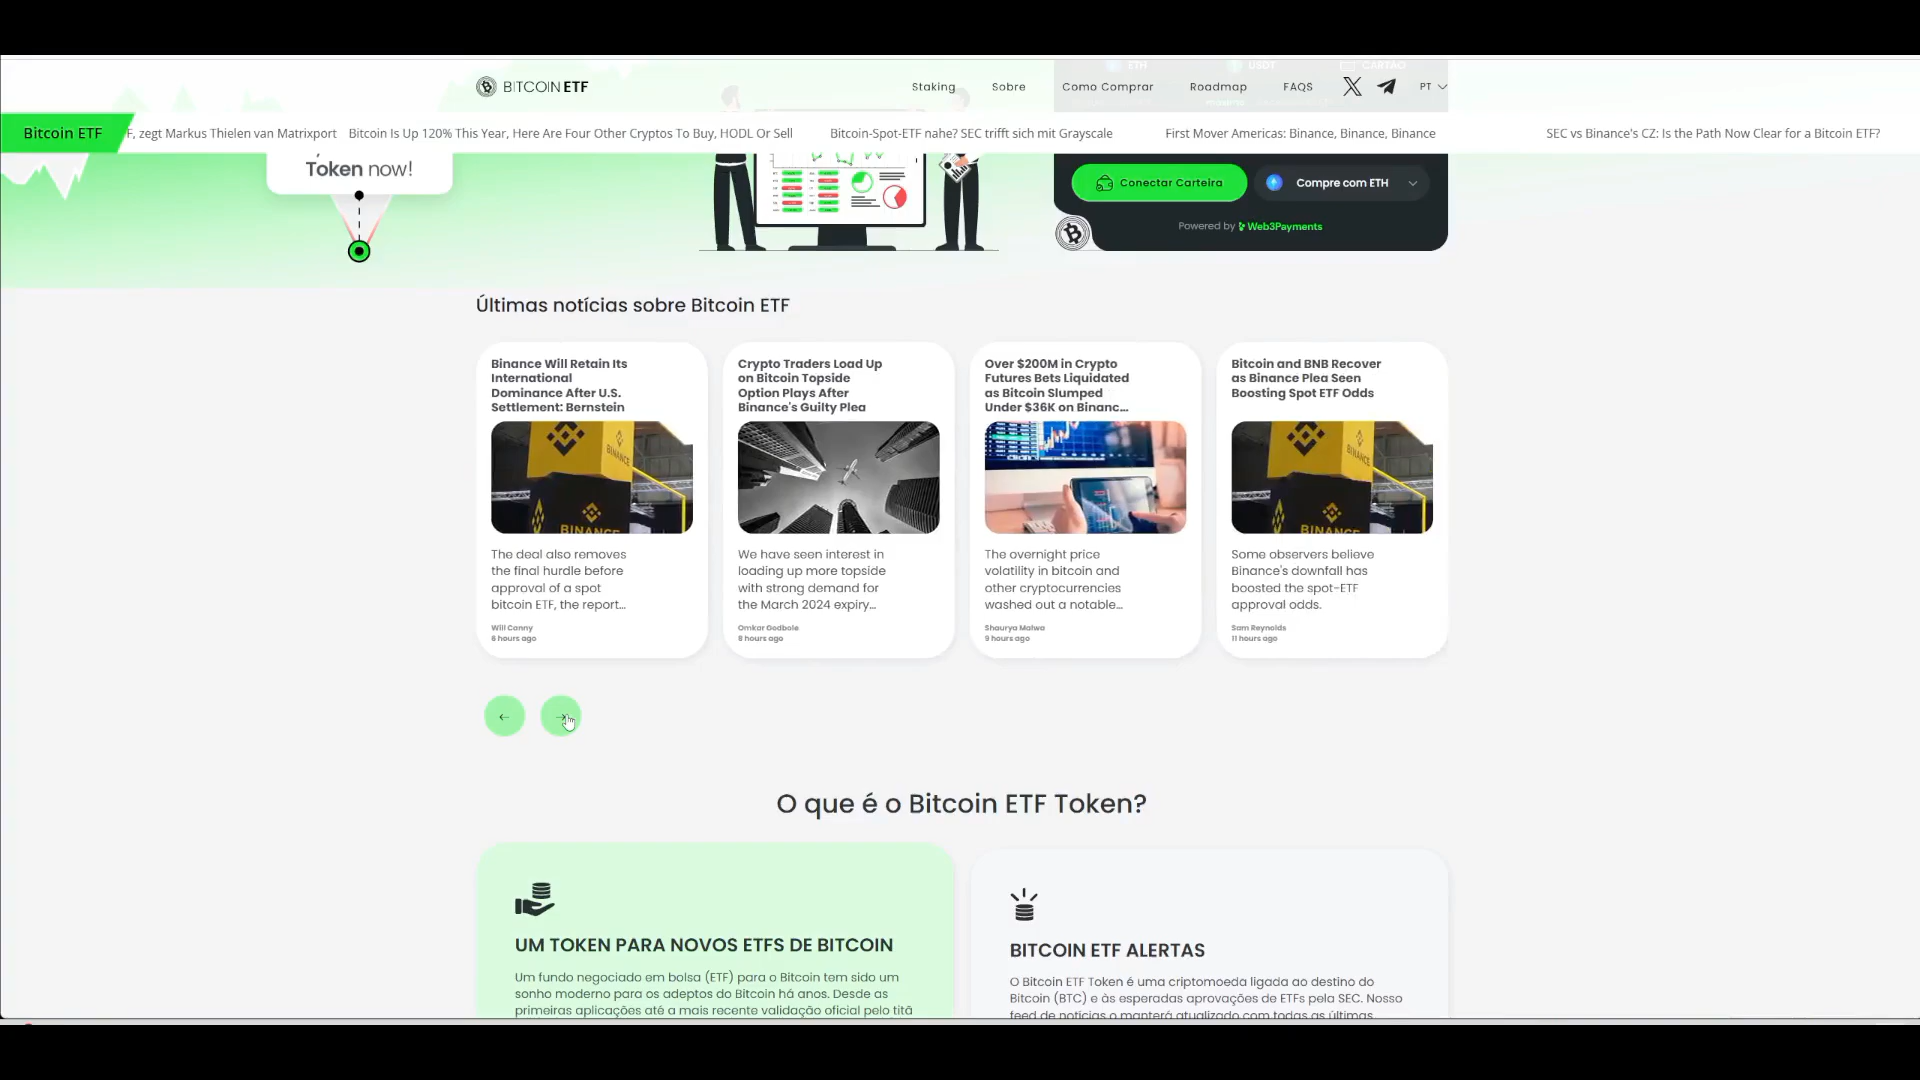 ETH USDT CARTÃO
BITCOIN ETF
Staking Sobre Como Comprar Roadmap FAQS PT
Bitcoin ETF
F, zegt Markus Thielen van Matrixport Bitcoin Is Up 120% This Year, Here Are Four Other Cryptos To Buy, HODL Or Sell Bitcoin-Spot-ETF nahe? SEC trifft sich mit Grayscale First Mover Americas: Binance, Binance, Binance SEC vs Binance's CZ: Is the Path Now Clear for a Bitcoin ETF?
Token now!
Conectar Carteira
Compre com ETH
Powered by Web3Payments
Últimas notícias sobre Bitcoin ETF
Binance Will Retain Its
International
Dominance After U.S.
Settlement: Bernstein
BINANCE
BINANCE
The deal also removes
the final hurdle before
approval of a spot
bitcoin ETF, the report...
Will Canny
6 hours ago
Crypto Traders Load Up
on Bitcoin Topside
Option Plays After
Binance's Guilty Plea
We have seen interest in
loading up more topside
with strong demand for
the March 2024 expiry...
Omkar Godbole
8 hours ago
Over $200M in Crypto
Futures Bets Liquidated
as Bitcoin Slumped
Under $36K on Binanc...
The overnight price
volatility in bitcoin and
other cryptocurrencies
washed out a notable...
Shaurya Malwa
9 hours ago
Bitcoin and BNB Recover
as Binance Plea Seen
Boosting Spot ETF Odds
BINANCE
BINANCE
Some observers believe
Binance's downfall has
boosted the spot-ETF
approval odds.
Sam Reynolds
11 hours ago
O que é o Bitcoin ETF Token?
UM TOKEN PARA NOVOS ETFS DE BITCOIN
Um fundo negociado em bolsa (ETF) para o Bitcoin tem sido um
sonho moderno para os adeptos do Bitcoin há anos. Desde as
primeiras aplicações até a mais recente validação oficial pelo titã
BITCOIN ETF ALERTAS
O Bitcoin ETF Token é uma criptomoeda ligada ao destino do
Bitcoin (BTC) e às esperadas aprovações de ETFs pela SEC. Nosso
feed de notícias o manterá atualizado com todas as últimas